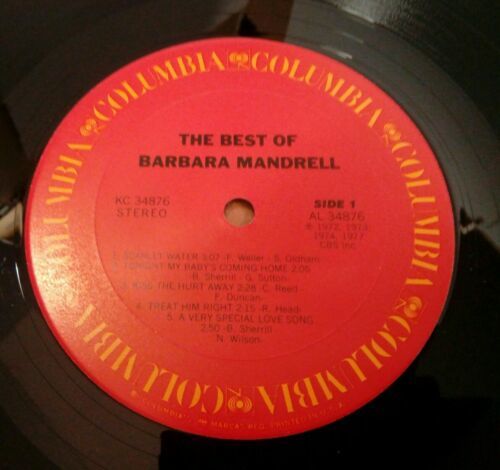 COLUMBIA COLUMBIA COLUMBIA COLUMBIA COLUMBIA COLUMBIA
THE BEST OF
BARBARA MANDRELL
KC 34876
STEREO
SIDE 1
AL 34876
℗ 1972, 1973
1974, 1977
CBS Inc.
1. SCARLET WATER 3:07 -F. Weller - S. Oldham-
2. TONIGHT MY BABY'S COMING HOME 2:05
-B. Sherrill - G. Sutton-
3. KISS THE HURT AWAY 2:28 -C. Reed -
F. Duncan-
4. TREAT HIM RIGHT 2:15 -R. Head-
5. A VERY SPECIAL LOVE SONG
2:50 -B. Sherrill -
N. Wilson-
"COLUMBIA", MARCAS REG. PRINTED IN U.S.A.